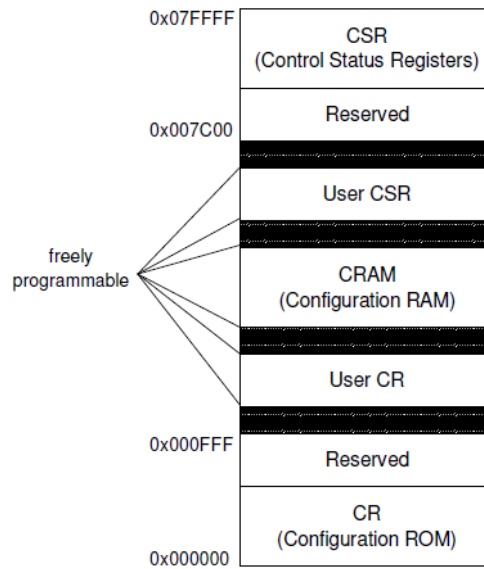 0x07FFFF
CSR
(Control Status Registers)
Reserved
0x007C00
User CSR
freely
programmable
CRAM
(Configuration RAM)
User CR
0x000FFF
Reserved
CR
(Configuration ROM)
0x000000